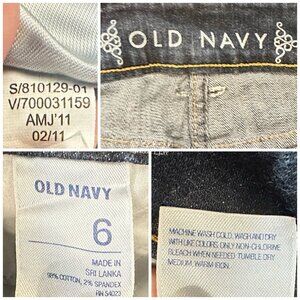 S/810129-01
V/700031159
AMJ'11
02/11
OLD NAVY
OLD NAVY
6
MADE IN
SRI LANKA
98% COTTON, 2% SPANDEX
RN 54023
MACHINE WASH COLD, WASH AND DRY
WITH LIKE COLORS. ONLY NON-CHLORINE
BLEACH WHEN NEEDED. TUMBLE DRY
MEDIUM. WARM IRON.